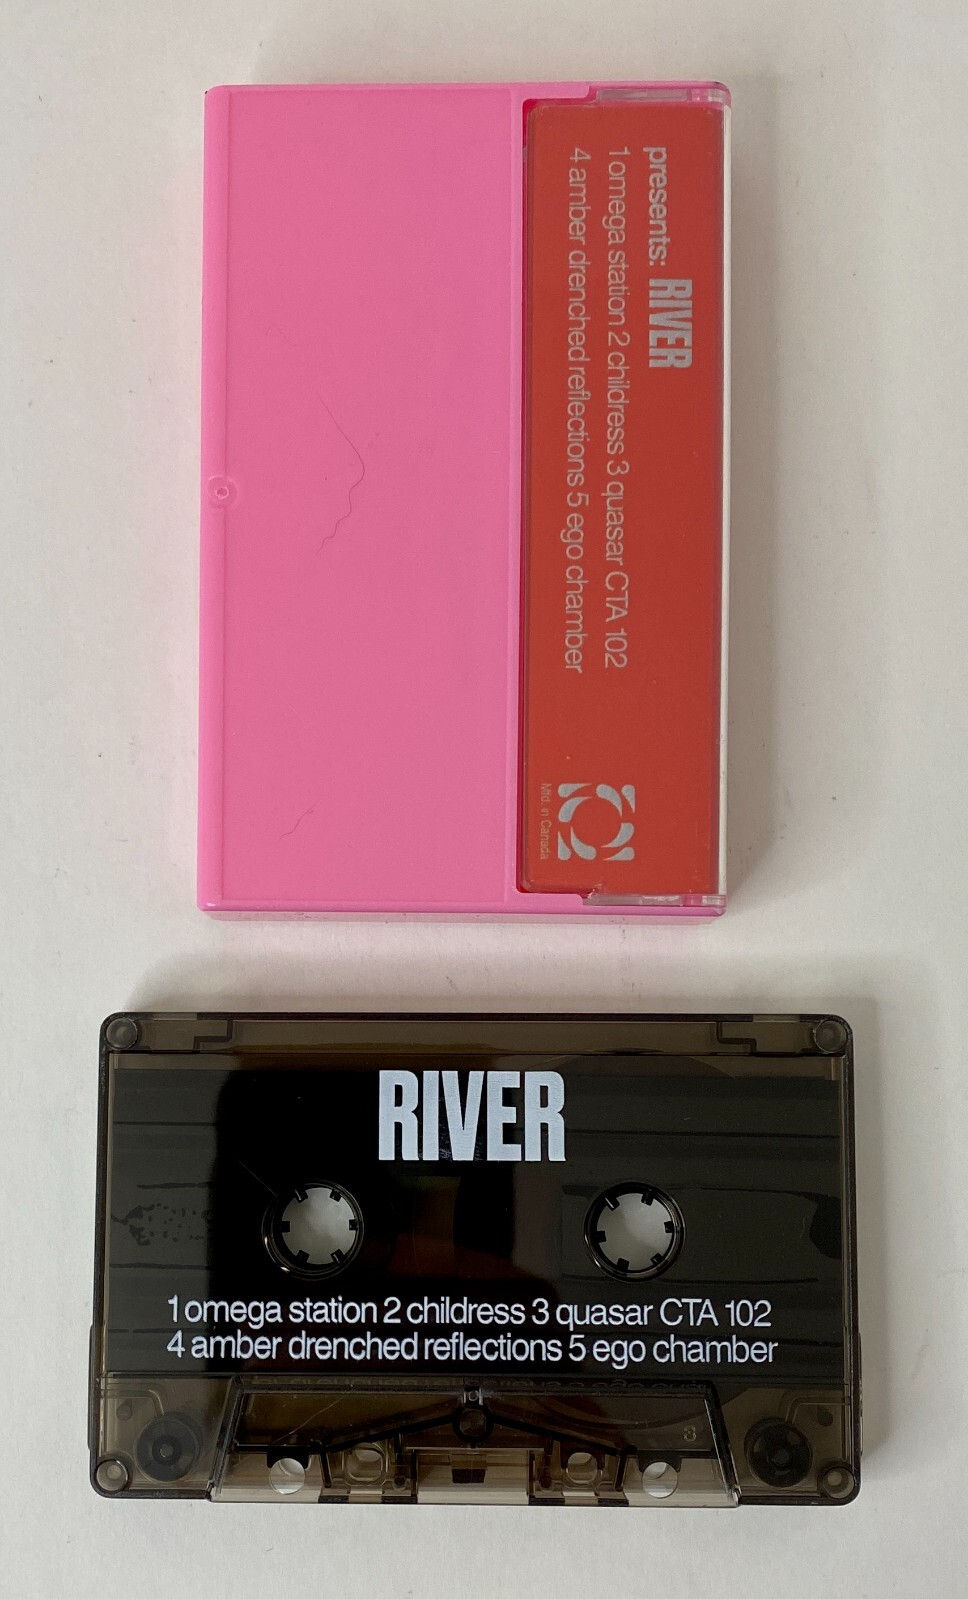 presents: RIVER
1 omega station 2 childress 3 quasar CTA 102
4 amber drenched reflections 5 ego chamber
Mfd. in Canada
RIVER
1 omega station 2 childress 3 quasar CTA 102
4 amber drenched reflections 5 ego chamber
3